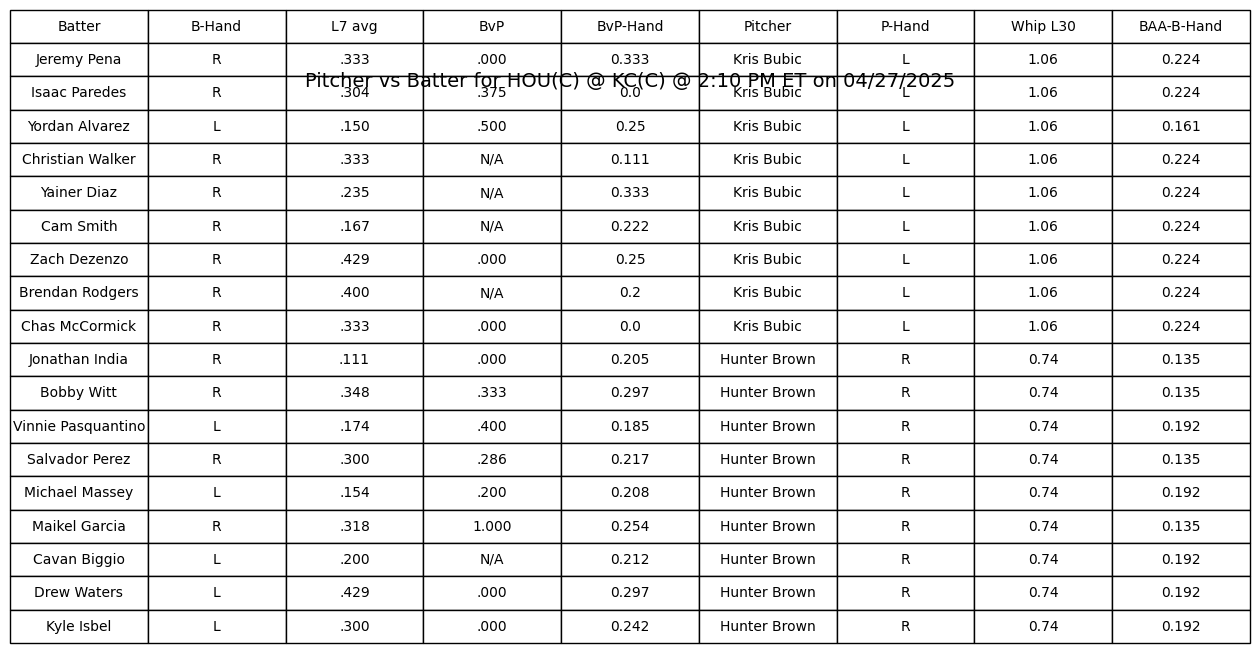 Batter B-Hand L7 avg BvP BvP-Hand Pitcher P-Hand Whip L30 BAA-B-Hand
Jeremy Pena R .333 .000 0.333 Kris Bubic L 1.06 0.224
Pitcher vs Batter for HOU(C) @ KC(C) @ 2:10 PM ET on 04/27/2025
Isaac Paredes R .304 .375 0.0 Kris Bubic L 1.06 0.224
Yordan Alvarez L .150 .500 0.25 Kris Bubic L 1.06 0.161
Christian Walker R .333 N/A 0.111 Kris Bubic L 1.06 0.224
Yainer Diaz R .235 N/A 0.333 Kris Bubic L 1.06 0.224
Cam Smith R .167 N/A 0.222 Kris Bubic L 1.06 0.224
Zach Dezenzo R .429 .000 0.25 Kris Bubic L 1.06 0.224
Brendan Rodgers R .400 N/A 0.2 Kris Bubic L 1.06 0.224
Chas McCormick R .333 .000 0.0 Kris Bubic L 1.06 0.224
Jonathan India R .111 .000 0.205 Hunter Brown R 0.74 0.135
Bobby Witt R .348 .333 0.297 Hunter Brown R 0.74 0.135
Vinnie Pasquantino L .174 .400 0.185 Hunter Brown R 0.74 0.192
Salvador Perez R .300 .286 0.217 Hunter Brown R 0.74 0.135
Michael Massey L .154 .200 0.208 Hunter Brown R 0.74 0.192
Maikel Garcia R .318 1.000 0.254 Hunter Brown R 0.74 0.135
Cavan Biggio L .200 N/A 0.212 Hunter Brown R 0.74 0.192
Drew Waters L .429 .000 0.297 Hunter Brown R 0.74 0.192
Kyle Isbel L .300 .000 0.242 Hunter Brown R 0.74 0.192